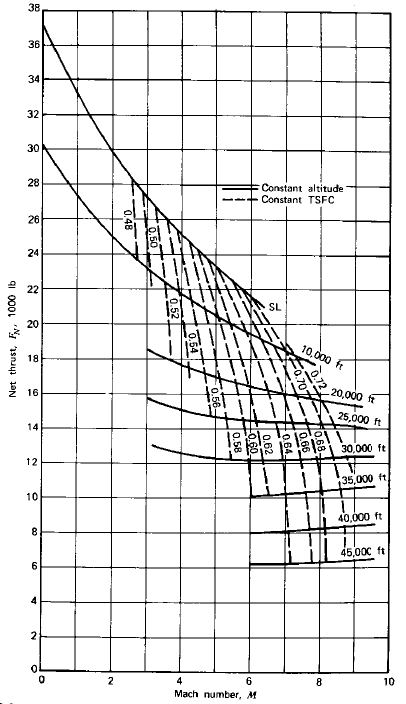 38
36
34
32
30
28
26
24
22
20
18
16
14
12
10
8
6
4
2
0
Net thrust, F_N, 1000 lb
Constant altitude
Constant TSFC
0.48
0.50
0.52
0.54
0.56
0.58
0.60
0.62
0.64
0.66
0.68
0.70
0.72
SL
10,000 ft
20,000 ft
25,000 ft
30,000 ft
35,000 ft
40,000 ft
45,000 ft
0 2 4 6 8 10
Mach number, M